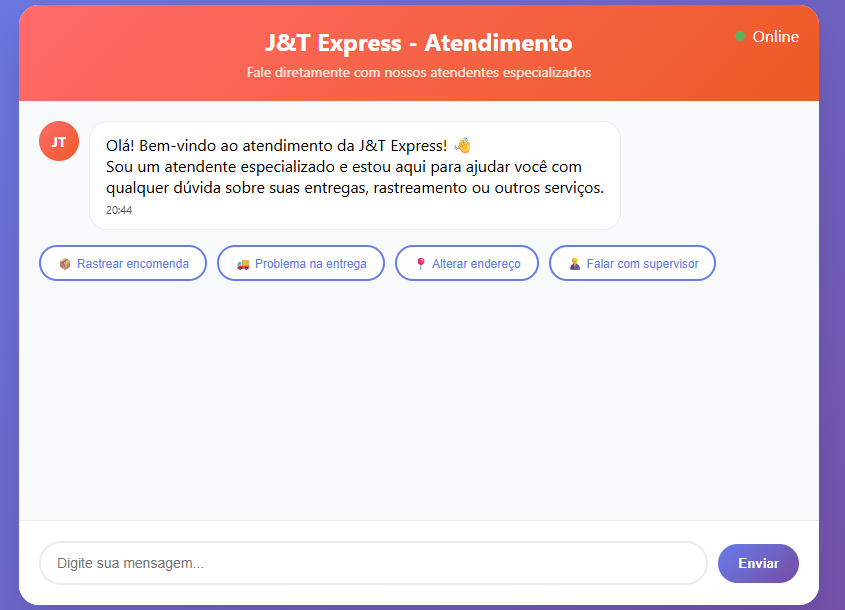 J&T Express - Atendimento
Online
Fale diretamente com nossos atendentes especializados
JT
Olá! Bem-vindo ao atendimento da J&T Express! 👋
Sou um atendente especializado e estou aqui para ajudar você com
qualquer dúvida sobre suas entregas, rastreamento ou outros serviços.
20:44
📦 Rastrear encomenda
🚚 Problema na entrega
📍 Alterar endereço
👨‍💼 Falar com supervisor
Digite sua mensagem...
Enviar